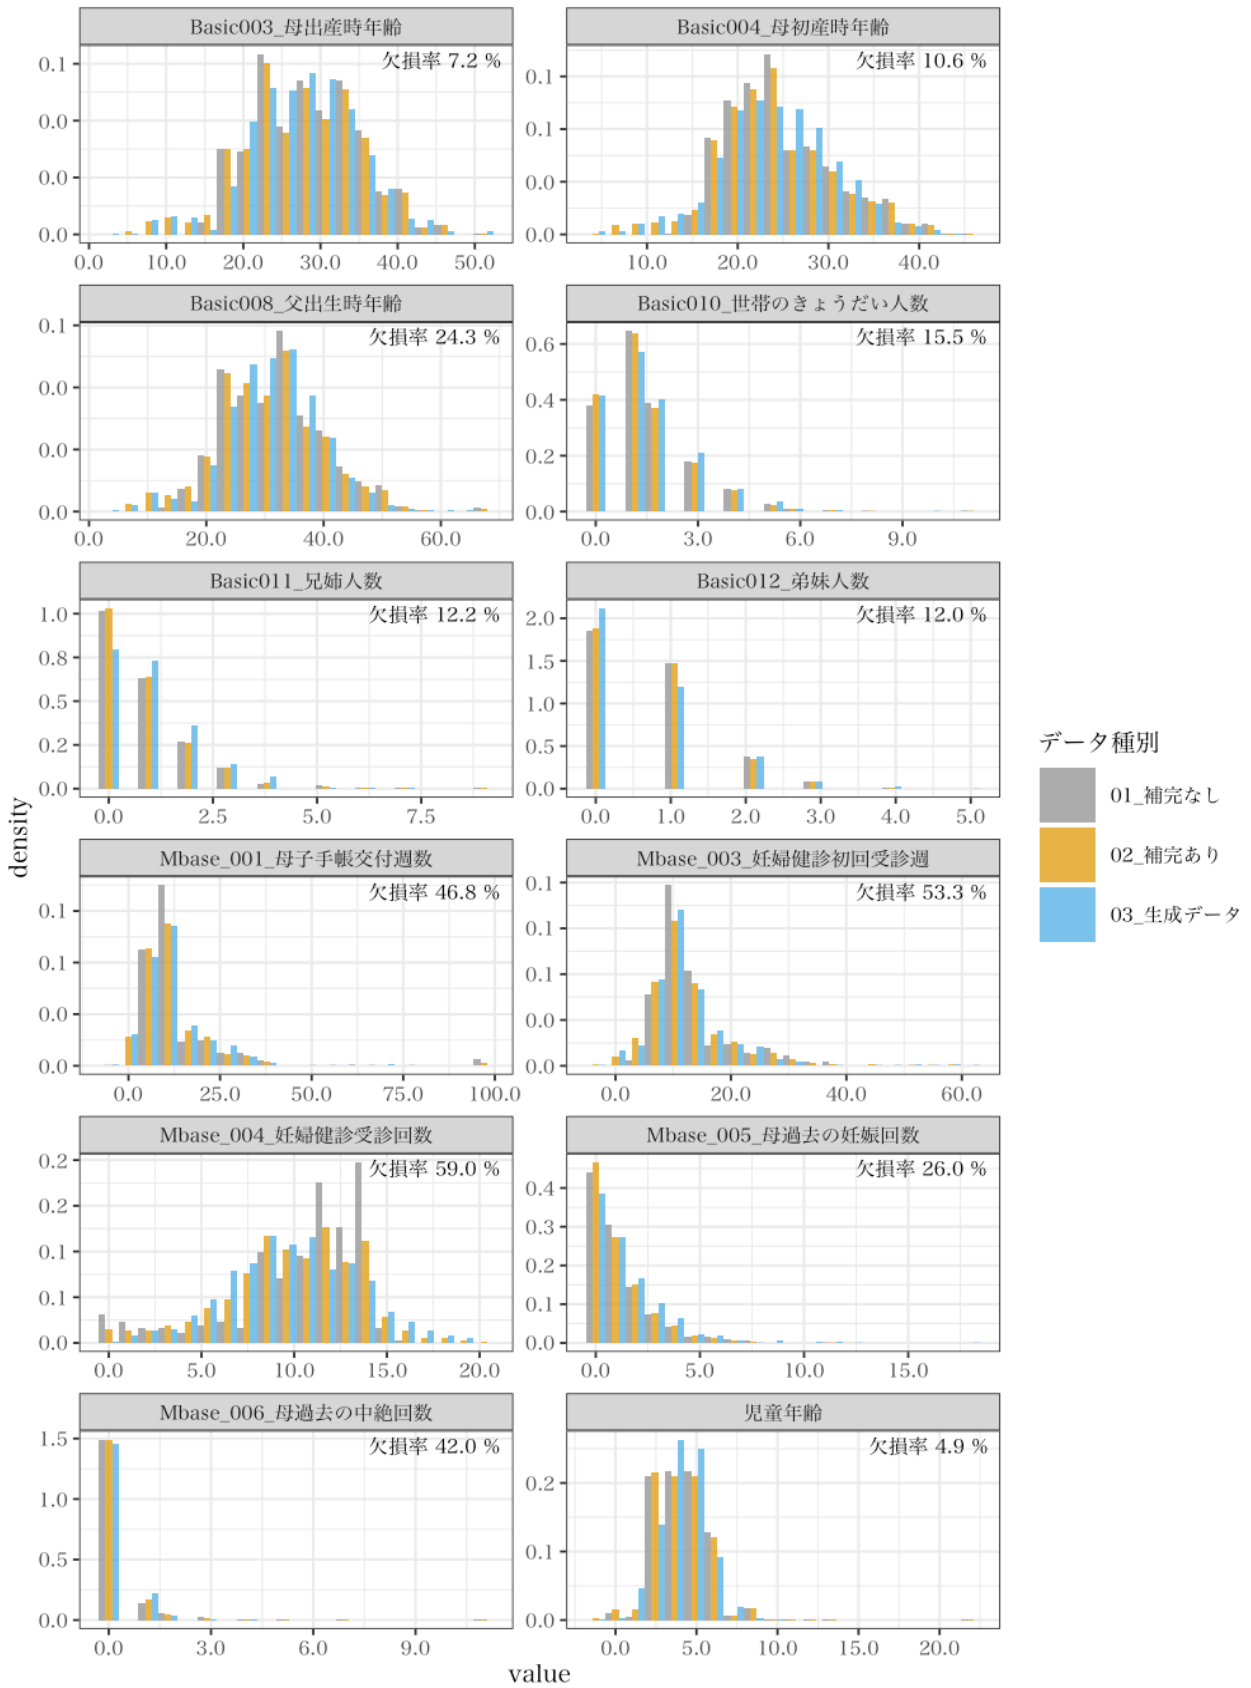 Basic003_母出産時年齢
Basic004_母初産時年齢
欠損率 7.2 %
欠損率 10.6 %
0.1
0.0
0.0
0.0
0.1
0.1
0.0
0.0
0.0 10.0 20.0 30.0 40.0 50.0
10.0 20.0 30.0 40.0
Basic008_父出生時年齢
Basic010_世帯のきょうだい人数
欠損率 24.3 %
欠損率 15.5 %
0.1
0.0
0.0
0.0
0.6
0.4
0.2
0.0
0.0 20.0 40.0 60.0
0.0 3.0 6.0 9.0
Basic011_兄姉人数
Basic012_弟妹人数
欠損率 12.2 %
欠損率 12.0 %
1.0
0.8
0.5
0.2
0.0
2.0
1.5
1.0
0.5
0.0
0.0 2.5 5.0 7.5
0.0 1.0 2.0 3.0 4.0 5.0
Mbase_001_母子手帳交付週数
Mbase_003_妊婦健診初回受診週
欠損率 46.8 %
欠損率 53.3 %
0.1
0.1
0.0
0.0
0.1
0.1
0.1
0.0
0.0
0.0 25.0 50.0 75.0 100.0
0.0 20.0 40.0 60.0
Mbase_004_妊婦健診受診回数
Mbase_005_母過去の妊娠回数
欠損率 59.0 %
欠損率 26.0 %
0.2
0.2
0.1
0.1
0.0
0.4
0.3
0.2
0.1
0.0
0.0 5.0 10.0 15.0 20.0
0.0 5.0 10.0 15.0
Mbase_006_母過去の中絶回数
児童年齢
欠損率 42.0 %
欠損率 4.9 %
1.5
1.0
0.5
0.0
0.2
0.1
0.0
0.0 3.0 6.0 9.0
0.0 5.0 10.0 15.0 20.0
density
value
データ種別
01_補完なし
02_補完あり
03_生成データ